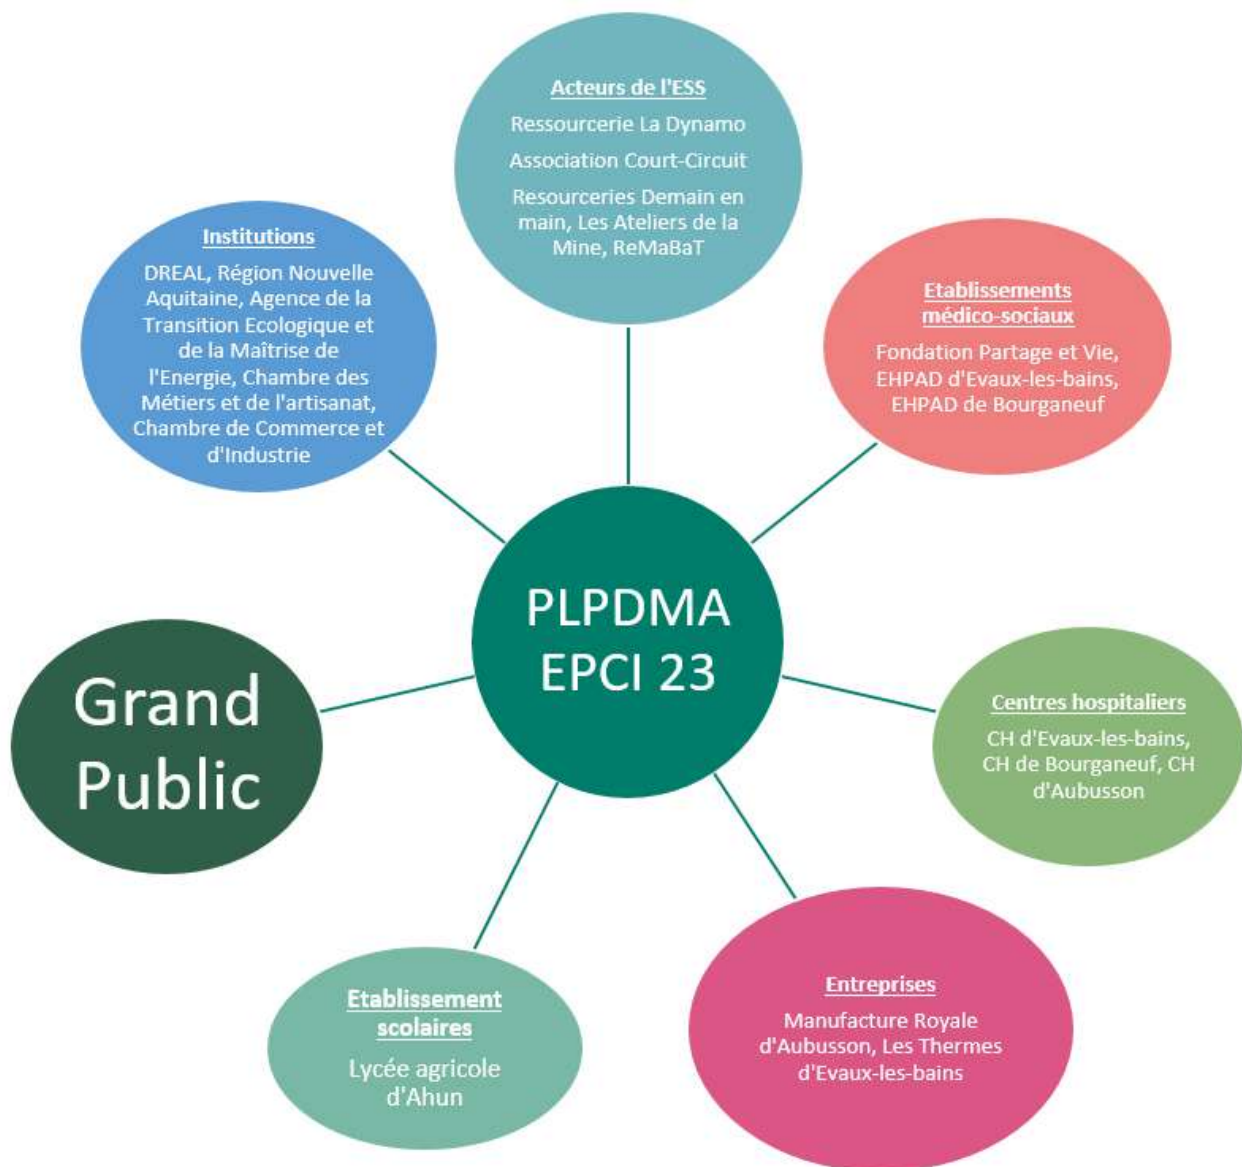 Acteurs de l'ESS
Ressourcerie La Dynamo
Association Court-Circuit
Resourceries Demain en
main, Les Ateliers de la
Mine, ReMaBaT
Institutions
DREAL, Région Nouvelle
Aquitaine, Agence de la
Transition Ecologique et
de la Maîtrise de
l'Energie, Chambre des
Métiers et de l'artisanat,
Chambre de Commerce et
d'Industrie
Etablissements
médico-sociaux
Fondation Partage et Vie,
EHPAD d'Evaux-les-bains,
EHPAD de Bourganeuf
PLPDMA
EPCI 23
Grand
Public
Centres hospitaliers
CH d'Evaux-les-bains,
CH de Bourganeuf, CH
d'Aubusson
Etablissement
scolaires
Lycée agricole
d'Ahun
Entreprises
Manufacture Royale
d'Aubusson, Les Thermes
d'Evaux-les-bains